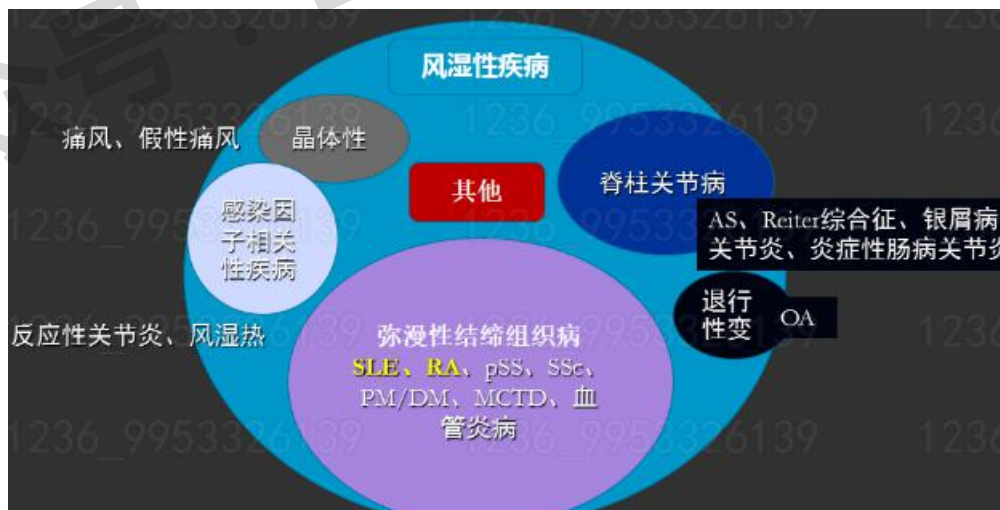 风湿性疾病
痛风、假性痛风
晶体性
其他
脊柱关节病
AS、Reiter综合征、银屑病
关节炎、炎症性肠病关节炎
感染因
子相关
性疾病
反应性关节炎、风湿热
退行
性变
OA
弥漫性结缔组织病
SLE、RA、pSS、SSc、
PM/DM、MCTD、血
管炎病
1236_9953326139